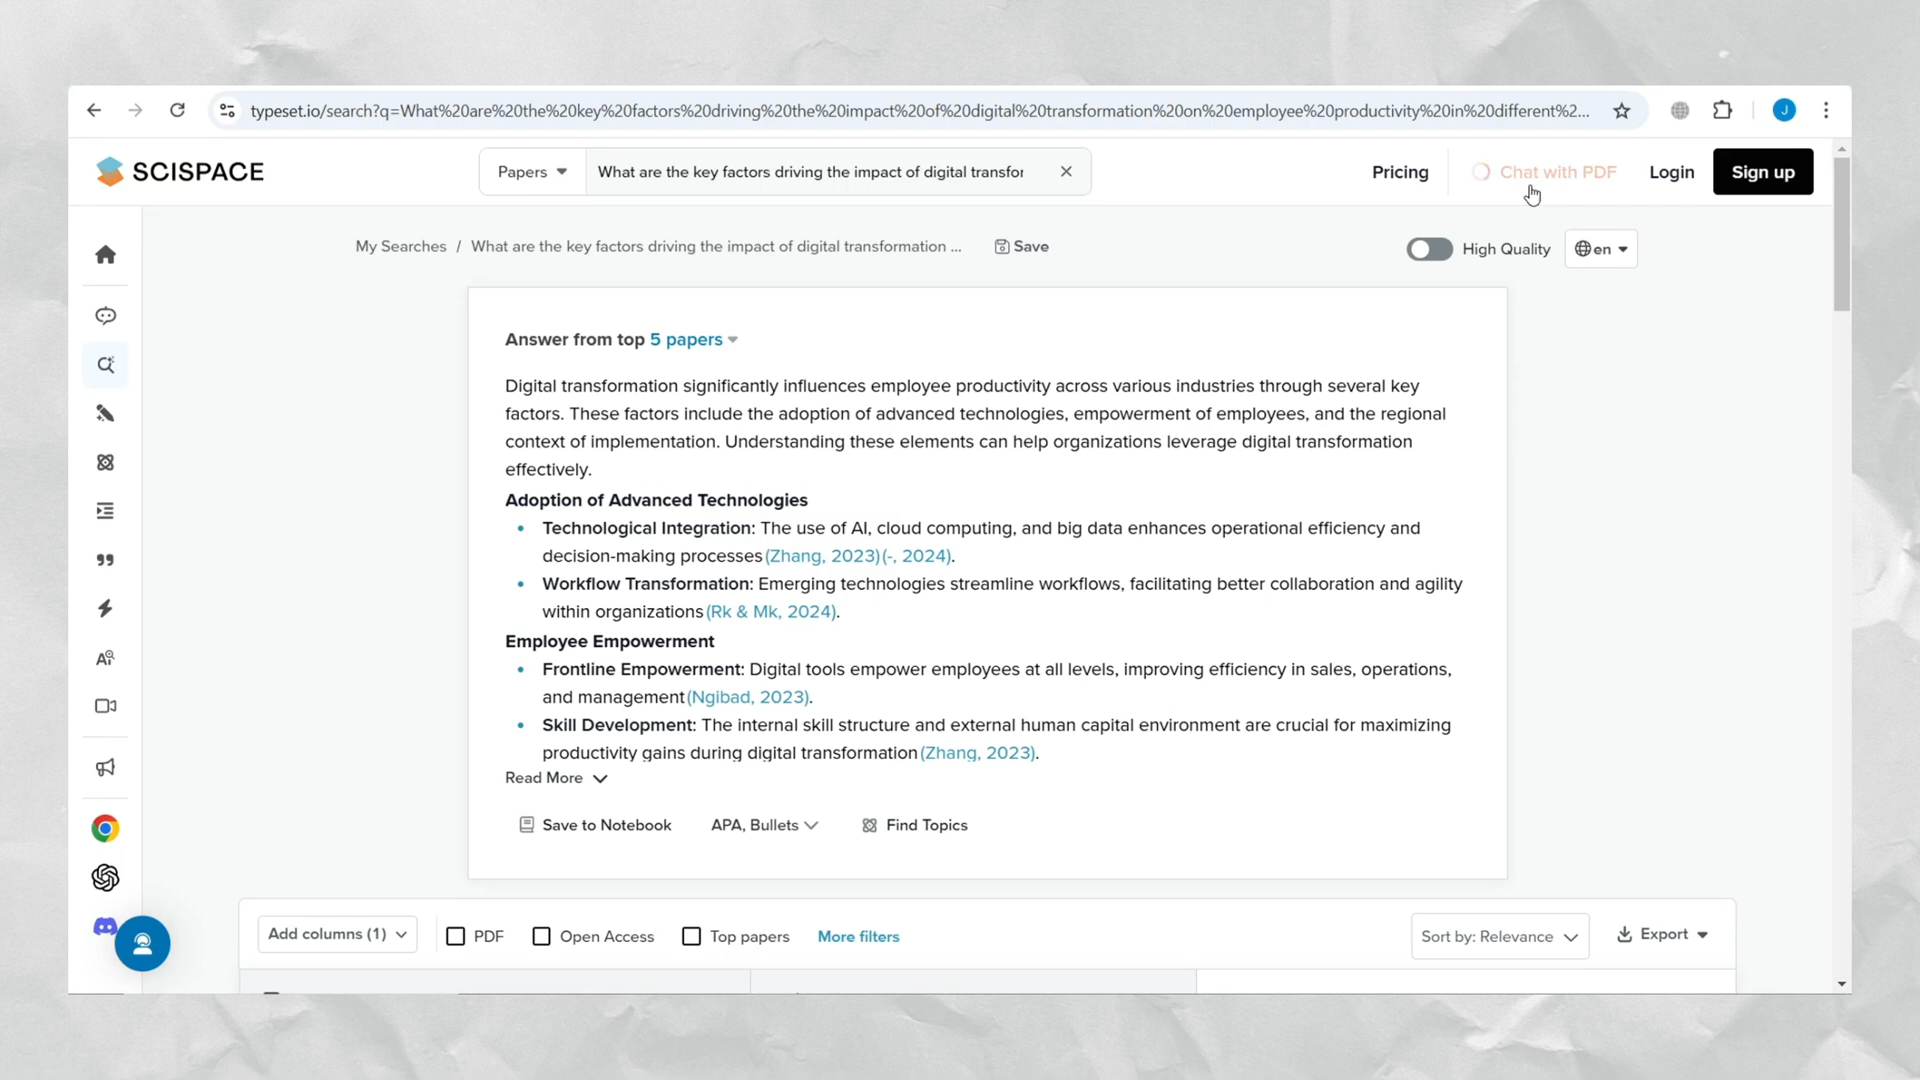 typeset.io/search?q=What%20are%20the%20key%20factors%20driving%20the%20impact%20of%20digital%20transformation%20on%20employee%20productivity%20in%20different%2...
J
SCISPACE
Papers
What are the key factors driving the impact of digital transfor
Pricing
Chat with PDF
Login
Sign up
My Searches / What are the key factors driving the impact of digital transformation ...
Save
High Quality
en
Answer from top 5 papers
Digital transformation significantly influences employee productivity across various industries through several key
factors. These factors include the adoption of advanced technologies, empowerment of employees, and the regional
context of implementation. Understanding these elements can help organizations leverage digital transformation
effectively.
Adoption of Advanced Technologies
• Technological Integration: The use of AI, cloud computing, and big data enhances operational efficiency and
decision-making processes (Zhang, 2023) (-, 2024).
• Workflow Transformation: Emerging technologies streamline workflows, facilitating better collaboration and agility
within organizations (Rk & Mk, 2024).
Employee Empowerment
• Frontline Empowerment: Digital tools empower employees at all levels, improving efficiency in sales, operations,
and management (Ngibad, 2023).
• Skill Development: The internal skill structure and external human capital environment are crucial for maximizing
productivity gains during digital transformation (Zhang, 2023).
Read More
Save to Notebook
APA, Bullets
Find Topics
Ai
Add columns (1)
PDF
Open Access
Top papers
More filters
Sort by: Relevance
Export